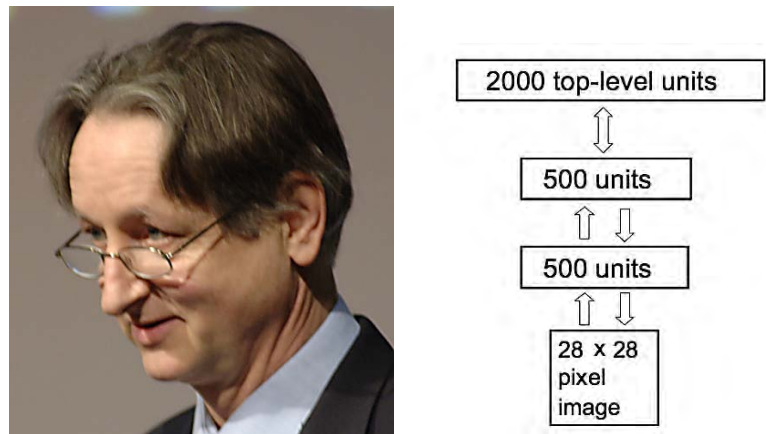 2000 top-level units
500 units
500 units
28 x 28
pixel
image